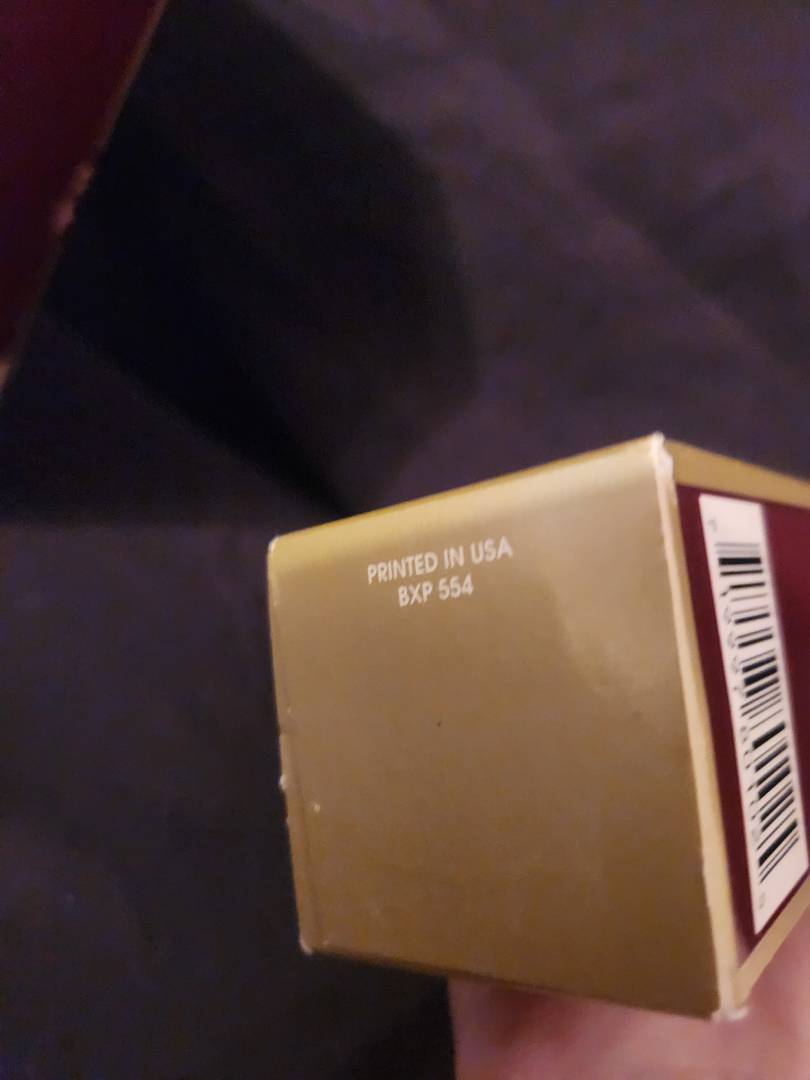 PRINTED IN USA
BXP 554